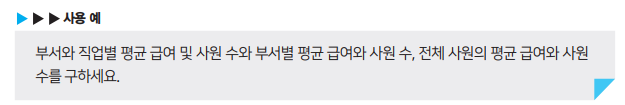 ▶ ▶ ▶ 사용 예
부서와 직업별 평균 급여 및 사원 수와 부서별 평균 급여와 사원 수, 전체 사원의 평균 급여와 사원
수를 구하세요.